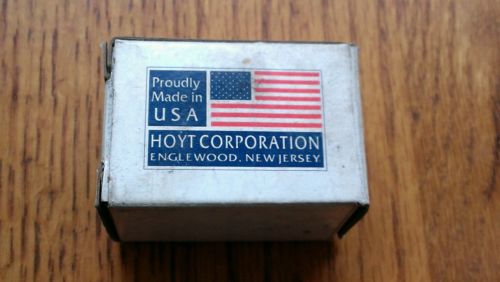 Proudly
Made in
USA
HOYT CORPORATION
ENGLEWOOD, NEW JERSEY